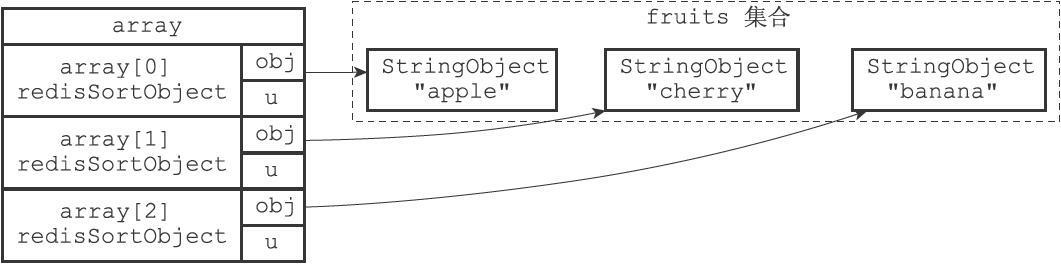 array
array[0]
redisSortObject
obj
u
array[1]
redisSortObject
obj
u
array[2]
redisSortObject
obj
u
fruits 集合
StringObject
"apple"
StringObject
"cherry"
StringObject
"banana"